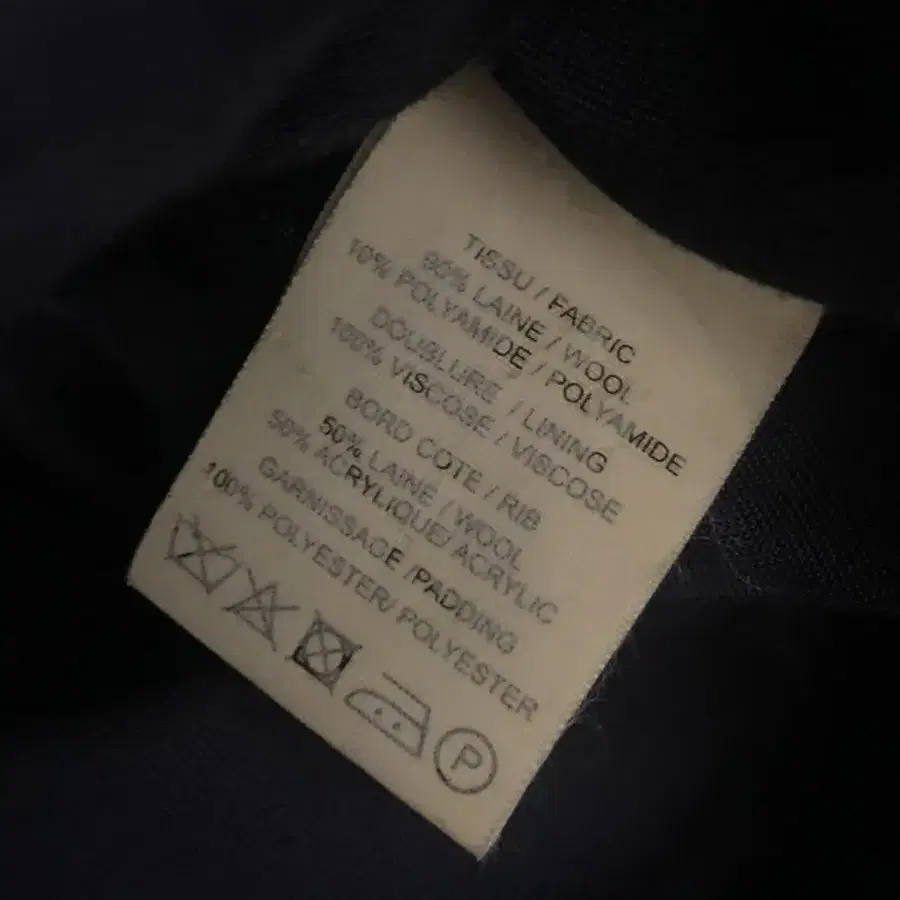 TISSU / FABRIC
90% LAINE / WOOL
10% POLYAMIDE / POLYAMIDE
DOUBLURE / LINING
100% VISCOSE / VISCOSE
BORD COTE / RIB
50% LAINE / WOOL
50% ACRYLIQUE/ ACRYLIC
GARNISSAGE /PADDING
100% POLYESTER/ POLYESTER
P